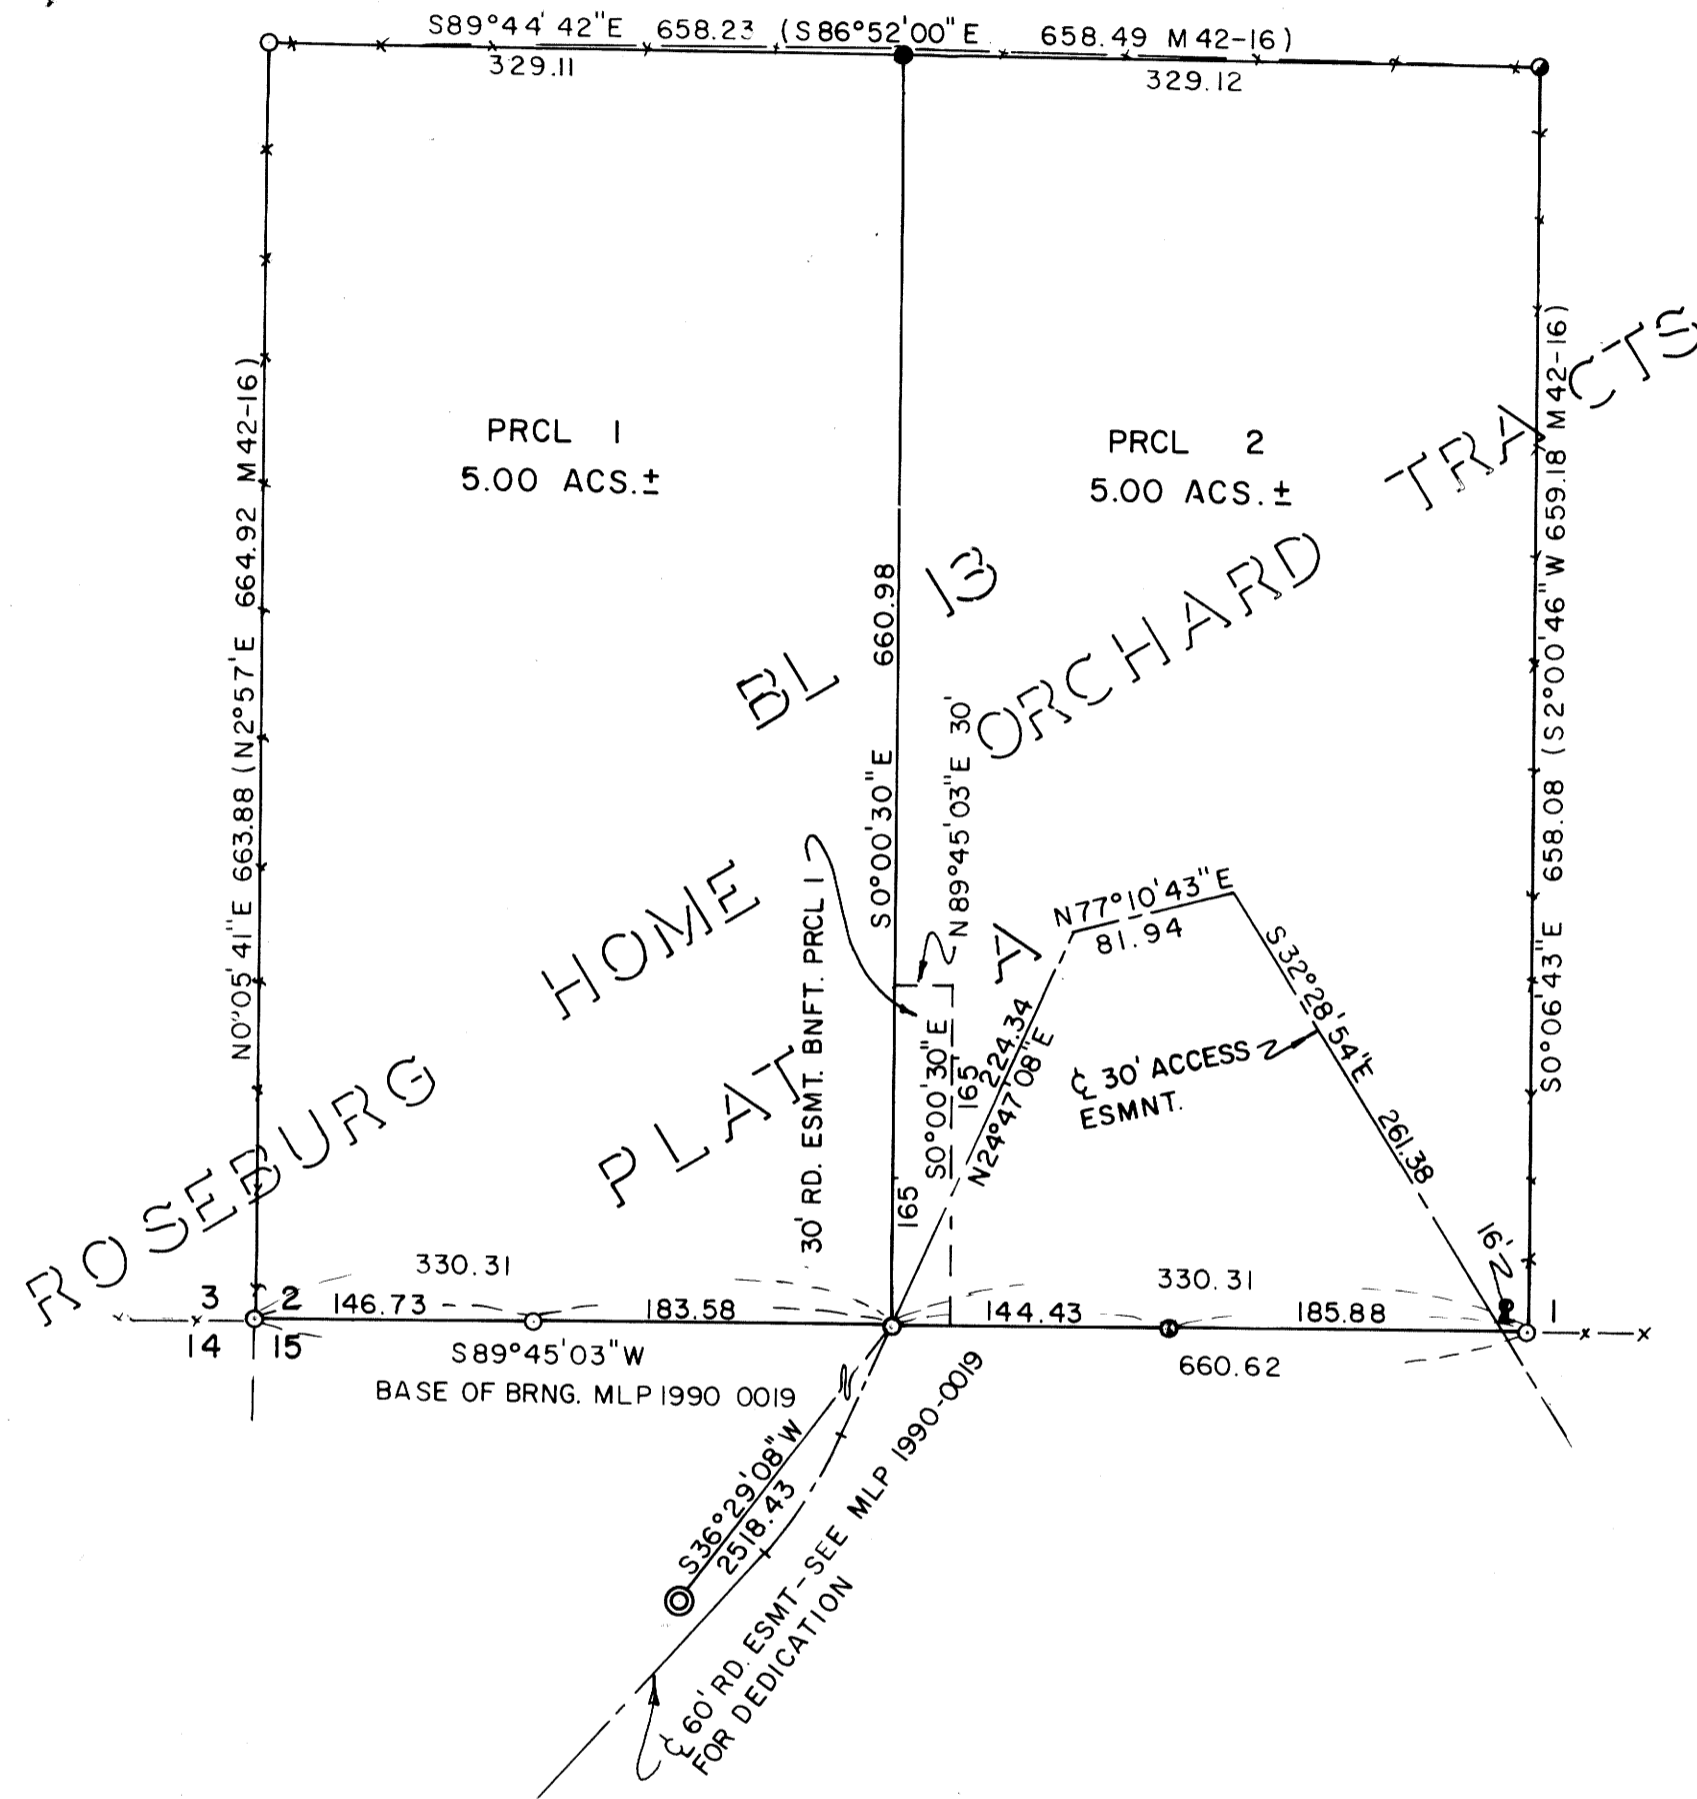 S89°44'42"E 658.23 (S86°52'00"E 658.49 M42-16)
329.11
329.12
N0°05'41"E 663.88 (N2°57'E 664.92 M42-16)
PRCL 1
5.00 ACS.±
PRCL 2
5.00 ACS.±
S0°06'43"E 658.08 (S2°00'46"W 659.18 M42-16)
S0°00'30"E 660.98
ROSEBURG HOME ORCHARD TRACTS
PLAT A
BL 13
N89°45'03"E 30'
30' RD. ESMT. BNFT. PRCL 1
S0°00'30"E
165'
165'
N24°47'08"E
224.34
N77°10'43"E
81.94
S32°28'54"E
261.38
℄ 30' ACCESS
ESMNT.
16'
330.31
330.31
3 2
146.73
183.58
144.43
185.88
2 1
14 15
S89°45'03"W
660.62
BASE OF BRNG. MLP 1990 0019
S36°29'08"W
2518.43
℄ 60' RD. ESMT-SEE MLP 1990-0019
FOR DEDICATION